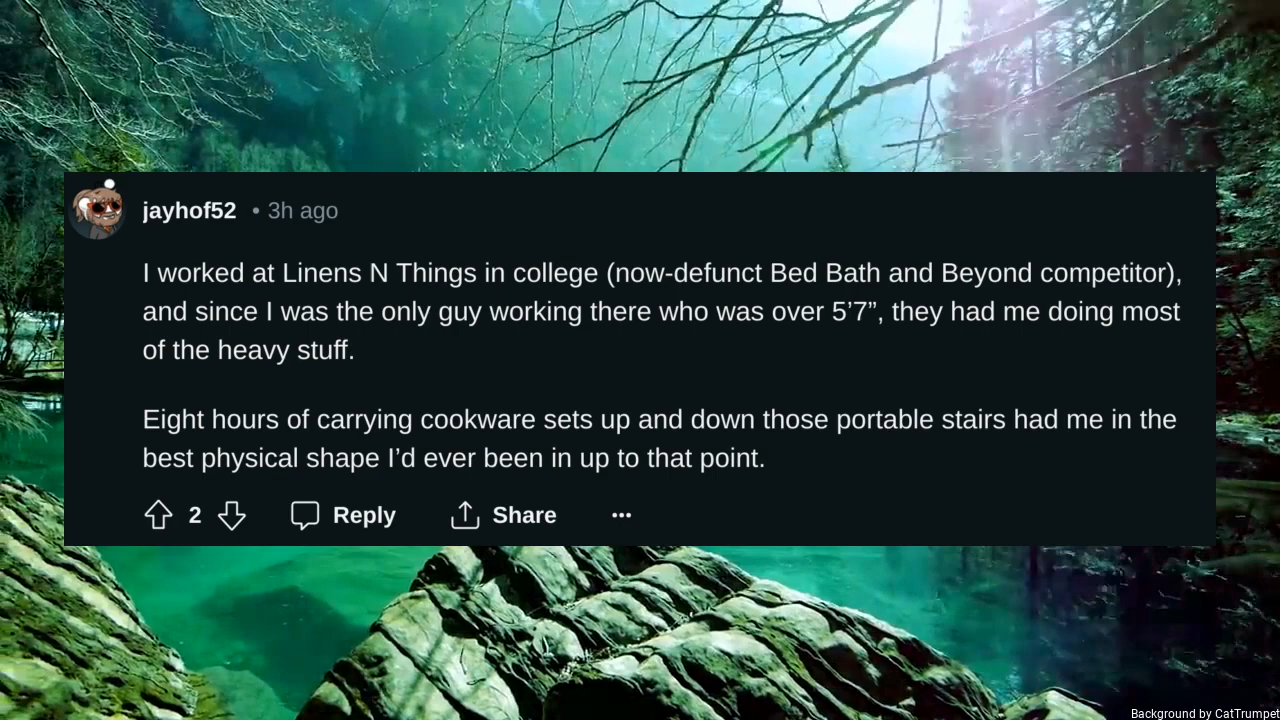 jayhof52 • 3h ago
I worked at Linens N Things in college (now-defunct Bed Bath and Beyond competitor),
and since I was the only guy working there who was over 5’7”, they had me doing most
of the heavy stuff.
Eight hours of carrying cookware sets up and down those portable stairs had me in the
best physical shape I’d ever been in up to that point.
2 Reply Share ···
Background by CatTrumpet